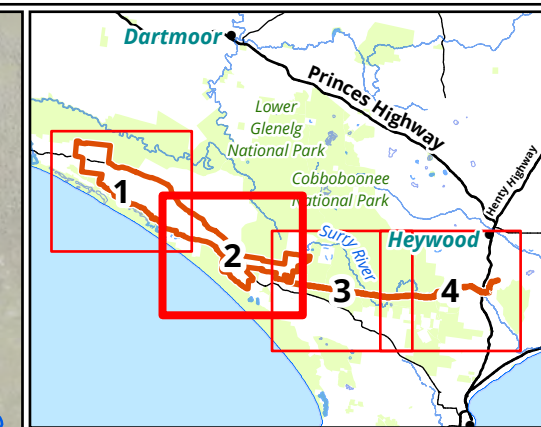 Dartmoor
Princes Highway
Lower
Glenelg
National Park
Cobboboonee
National Park
Henty Highway
1
Surry River
Heywood
2
3
4